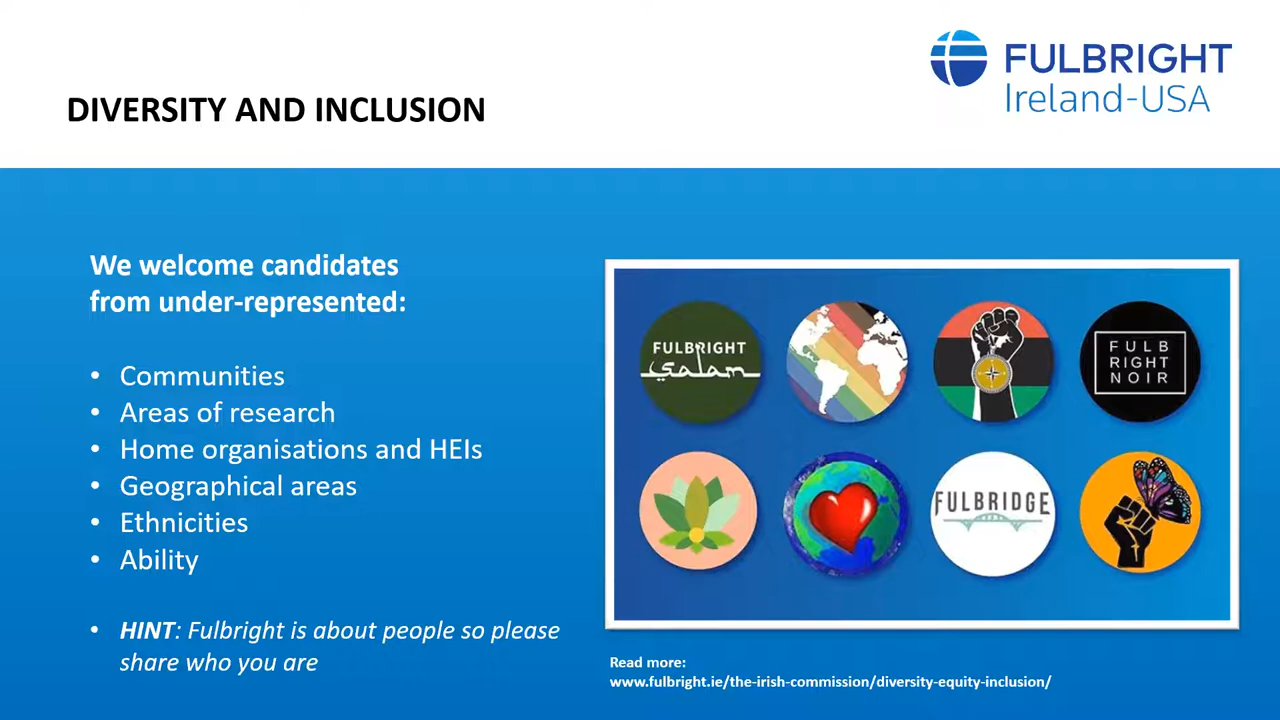 FULBRIGHT
Ireland-USA
DIVERSITY AND INCLUSION
We welcome candidates
from under-represented:
• Communities
• Areas of research
• Home organisations and HEIs
• Geographical areas
• Ethnicities
• Ability
• HINT: Fulbright is about people so please
share who you are
FULBRIGHT
salam
FULB
RIGHT
NOIR
FULBRIDGE
Read more:
www.fulbright.ie/the-irish-commission/diversity-equity-inclusion/